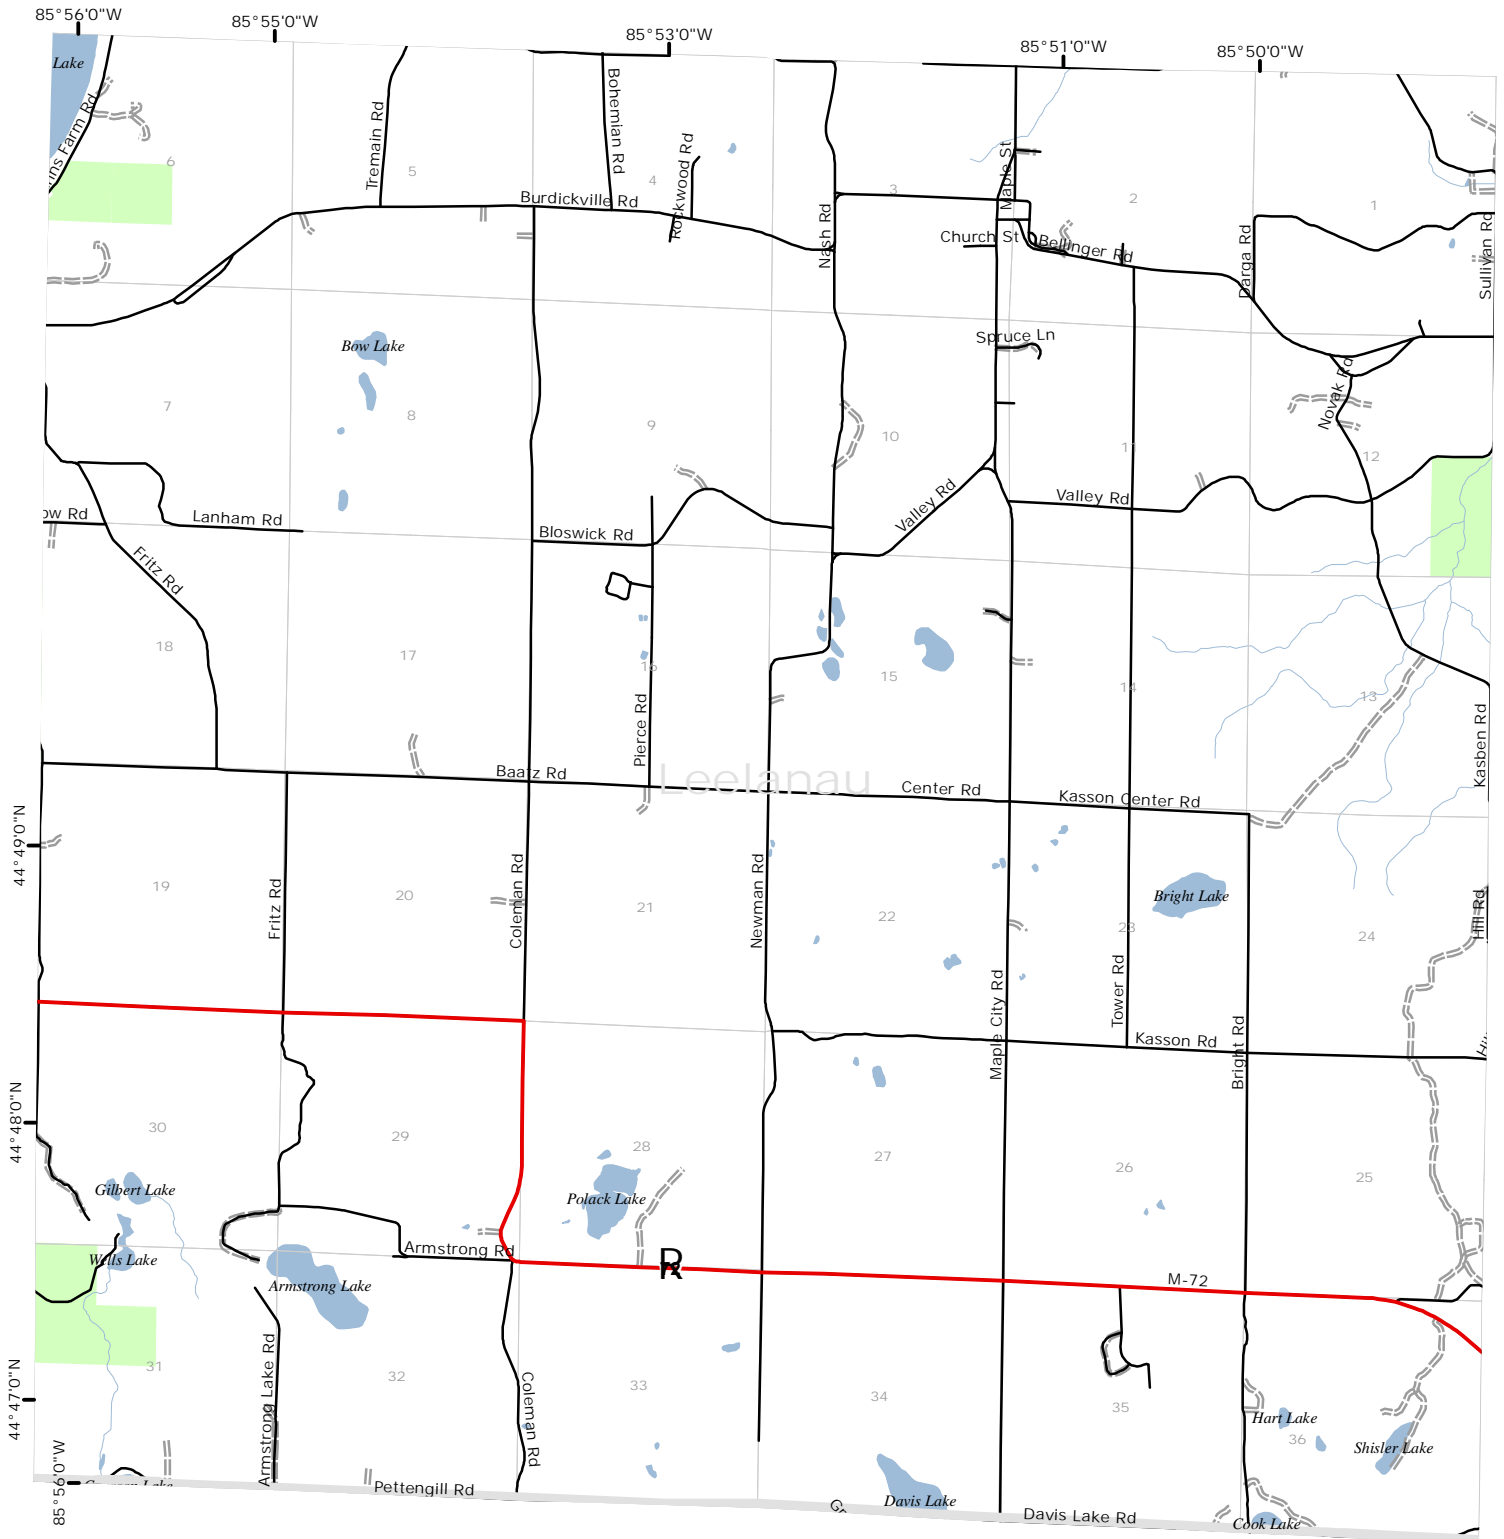 85°56'0"W
85°55'0"W
85°53'0"W
85°51'0"W
85°50'0"W
Lake
Farm Rd
Tremain Rd
Bohemian Rd
Rockwood Rd
Maple St
6
5
4
3
2
1
Burdickville Rd
Nash Rd
Church St
Bellinger Rd
Darga Rd
Sullivan Rd
Bow Lake
Spruce Ln
Novak Rd
7
8
9
10
11
12
Rd
Lanham Rd
Fritz Rd
Bloswick Rd
Valley Rd
Valley Rd
18
17
16
15
14
13
Pierce Rd
Kasben Rd
Baatz Rd
Leelanau
Center Rd
Kasson Center Rd
44°49'0"N
19
20
21
22
23
24
Fritz Rd
Coleman Rd
Newman Rd
Bright Lake
Hill Rd
Maple City Rd
Tower Rd
Kasson Rd
Bright Rd
44°48'0"N
30
29
28
27
26
25
Gilbert Lake
Polack Lake
Wells Lake
Armstrong Rd
Armstrong Lake
M-72
31
32
33
34
35
36
Armstrong Lake Rd
Coleman Rd
44°47'0"N
Hart Lake
Shisler Lake
85°56'0"W
Pettengill Rd
Davis Lake
Davis Lake Rd
Cook Lake